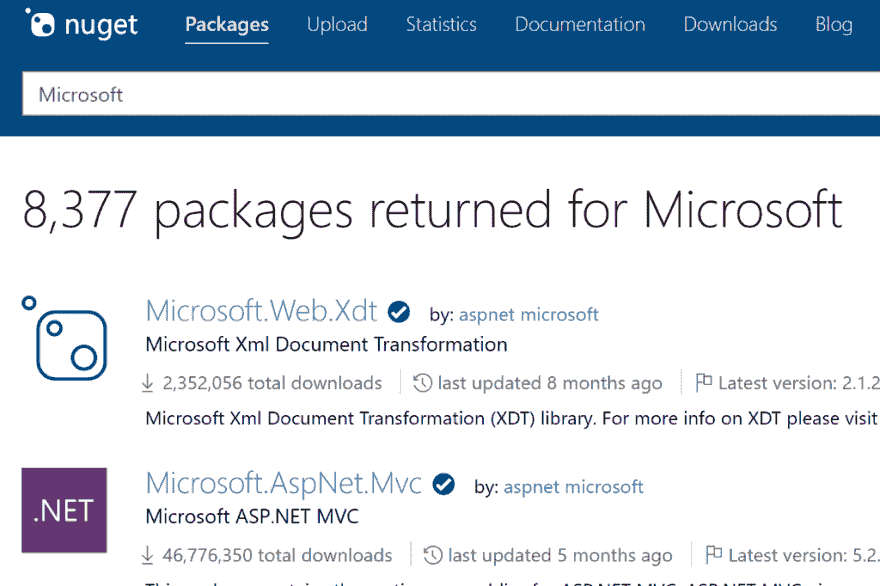 nuget Packages Upload Statistics Documentation Downloads Blog
Microsoft
8,377 packages returned for Microsoft
Microsoft.Web.Xdt by: aspnet microsoft
Microsoft Xml Document Transformation
2,352,056 total downloads last updated 8 months ago Latest version: 2.1.2
Microsoft Xml Document Transformation (XDT) library. For more info on XDT please visit
.NET
Microsoft.AspNet.Mvc by: aspnet microsoft
Microsoft ASP.NET MVC
46,776,350 total downloads last updated 5 months ago Latest version: 5.2.